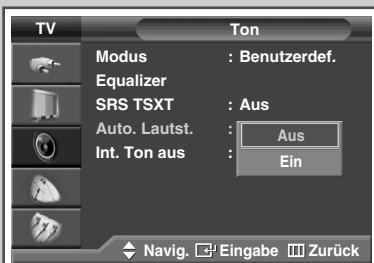 TV Ton
Modus : Benutzerdef.
Equalizer
SRS TSXT : Aus
Auto. Lautst. : Aus
Int. Ton aus : Ein
Navig. Eingabe Zurück